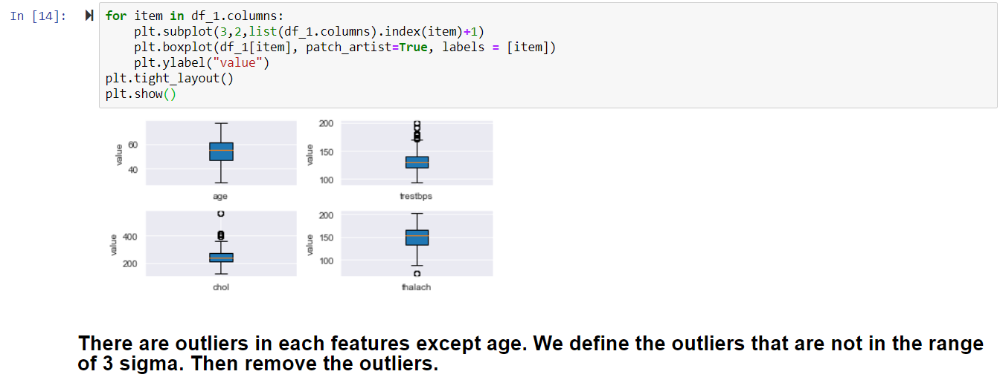 In [14]:
for item in df_1.columns:
    plt.subplot(3,2,list(df_1.columns).index(item)+1)
    plt.boxplot(df_1[item], patch_artist=True, labels = [item])
    plt.ylabel("value")
plt.tight_layout()
plt.show()
value
60
40
age
value
200
150
100
trestbps
value
400
200
chol
value
200
150
100
thalach
There are outliers in each features except age. We define the outliers that are not in the range
of 3 sigma. Then remove the outliers.